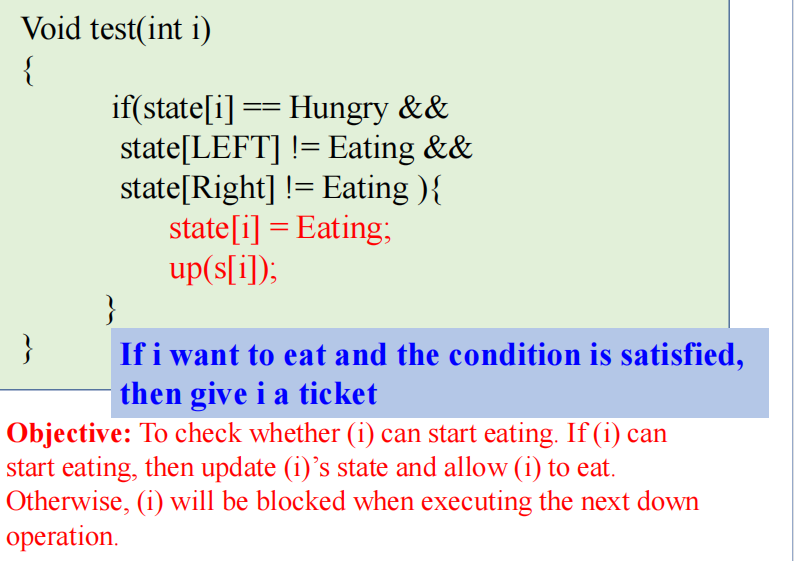 Void test(int i)
{
if(state[i] == Hungry &&
state[LEFT] != Eating &&
state[Right] != Eating ){
state[i] = Eating;
up(s[i]);
}
}
If i want to eat and the condition is satisfied,
then give i a ticket
Objective: To check whether (i) can start eating. If (i) can
start eating, then update (i)’s state and allow (i) to eat.
Otherwise, (i) will be blocked when executing the next down
operation.